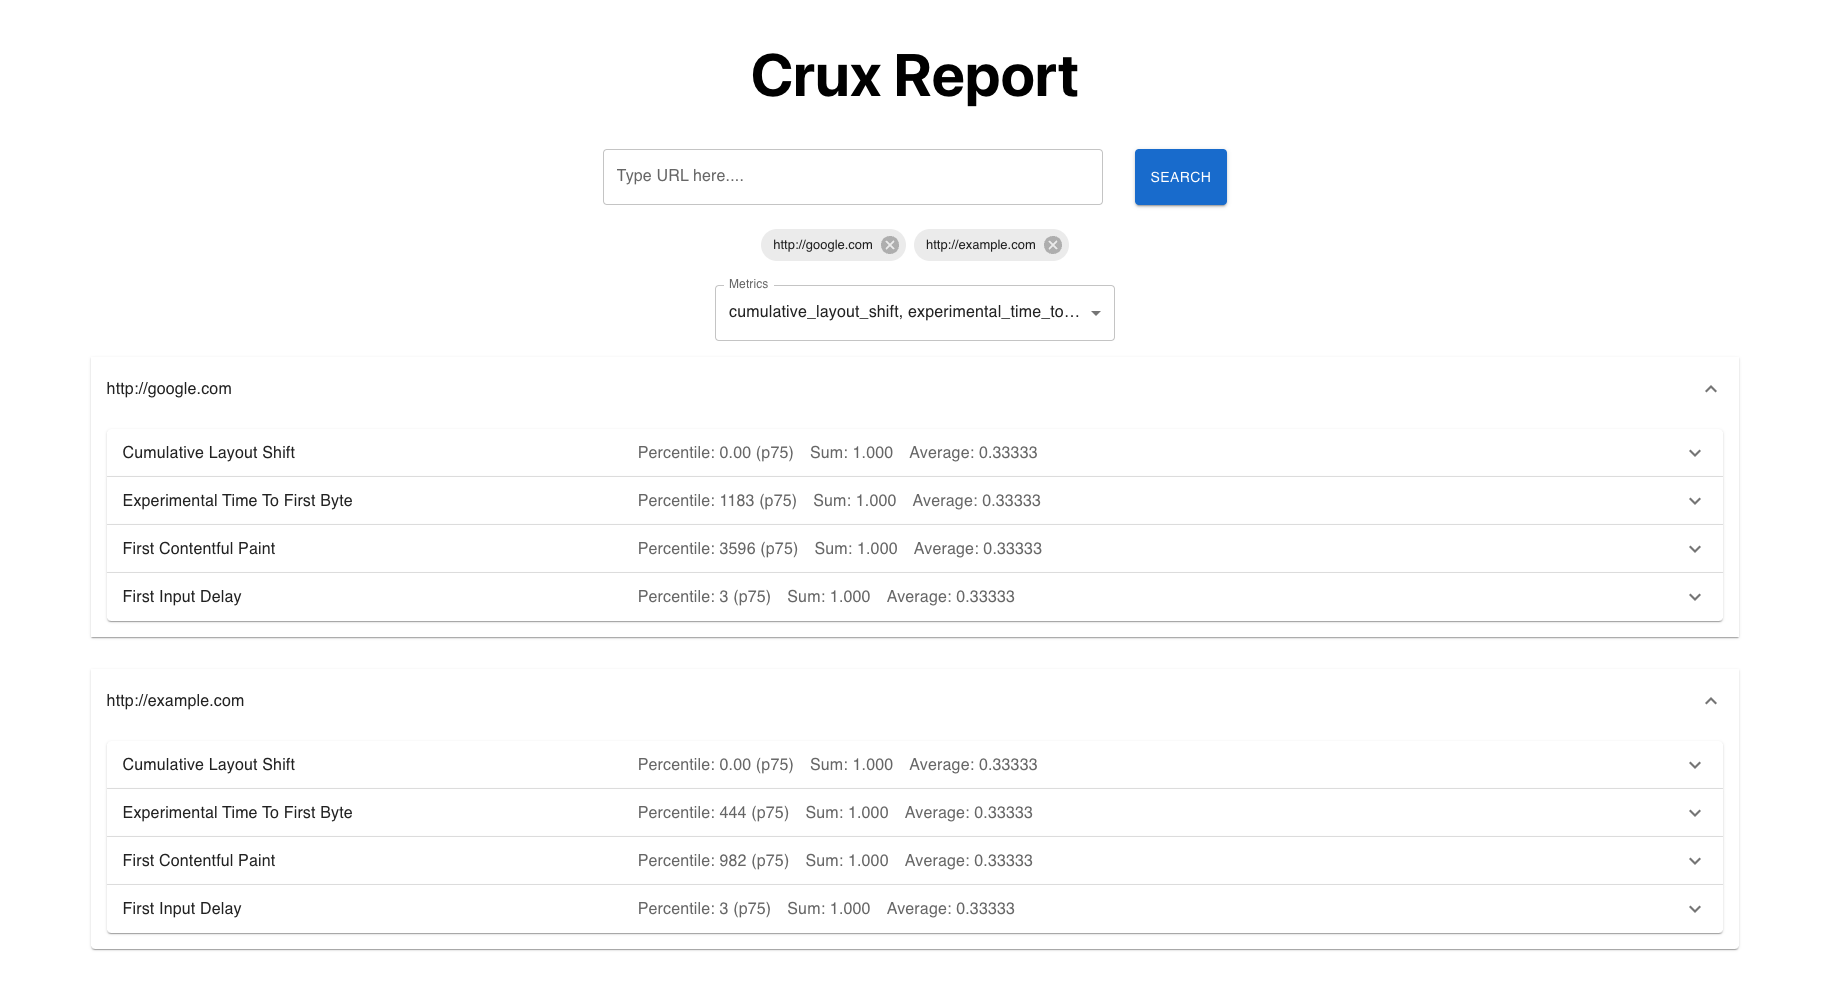 Crux Report
Type URL here....
SEARCH
http://google.com http://example.com
Metrics
cumulative_layout_shift, experimental_time_to...
http://google.com
Cumulative Layout Shift Percentile: 0.00 (p75) Sum: 1.000 Average: 0.33333
Experimental Time To First Byte Percentile: 1183 (p75) Sum: 1.000 Average: 0.33333
First Contentful Paint Percentile: 3596 (p75) Sum: 1.000 Average: 0.33333
First Input Delay Percentile: 3 (p75) Sum: 1.000 Average: 0.33333
http://example.com
Cumulative Layout Shift Percentile: 0.00 (p75) Sum: 1.000 Average: 0.33333
Experimental Time To First Byte Percentile: 444 (p75) Sum: 1.000 Average: 0.33333
First Contentful Paint Percentile: 982 (p75) Sum: 1.000 Average: 0.33333
First Input Delay Percentile: 3 (p75) Sum: 1.000 Average: 0.33333